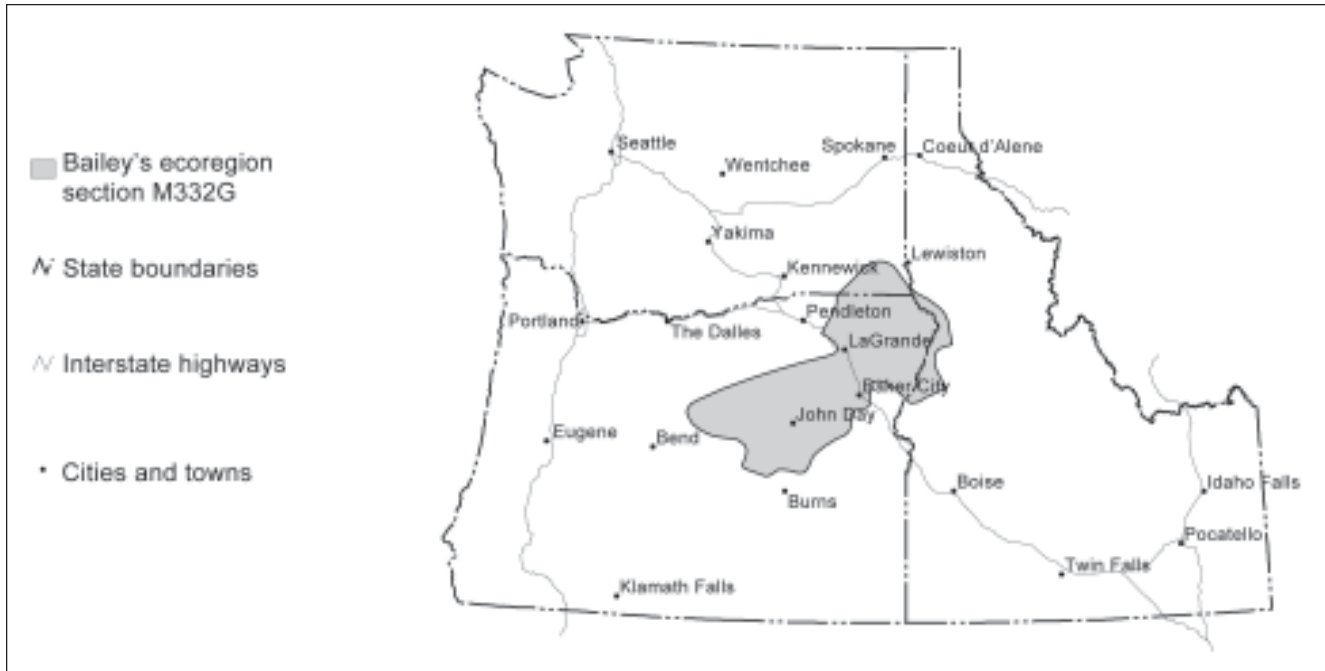 Bailey's ecoregion
section M332G
State boundaries
Interstate highways
Cities and towns
Seattle
Wentchee
Spokane
Coeur d'Alene
Yakima
Kennewick
Lewiston
Portland
The Dalles
Pendleton
LaGrande
Baker City
John Day
Eugene
Bend
Burns
Boise
Idaho Falls
Pocatello
Twin Falls
Klamath Falls